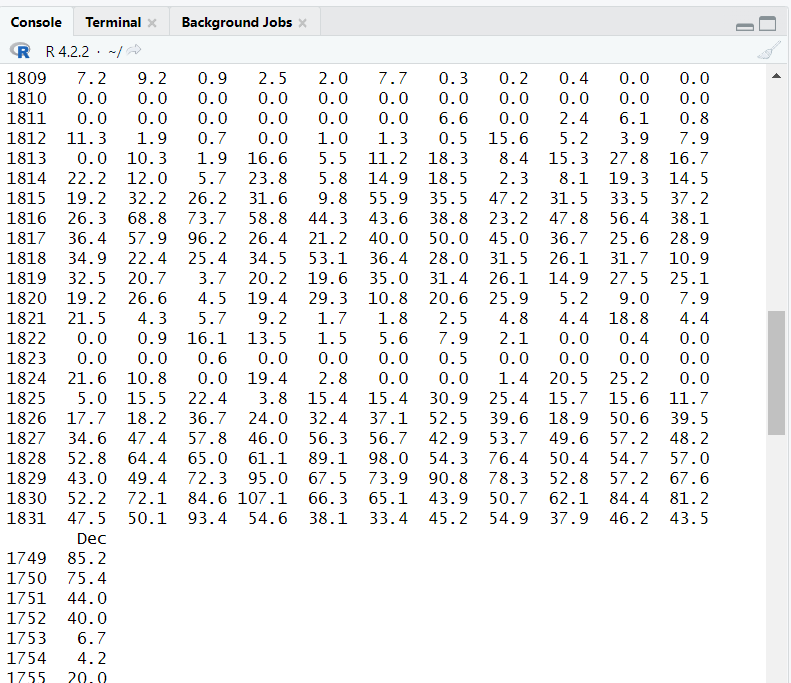 Console Terminal Background Jobs
R 4.2.2 · ~/
1809 7.2 9.2 0.9 2.5 2.0 7.7 0.3 0.2 0.4 0.0 0.0
1810 0.0 0.0 0.0 0.0 0.0 0.0 0.0 0.0 0.0 0.0 0.0
1811 0.0 0.0 0.0 0.0 0.0 0.0 6.6 0.0 2.4 6.1 0.8
1812 11.3 1.9 0.7 0.0 1.0 1.3 0.5 15.6 5.2 3.9 7.9
1813 0.0 10.3 1.9 16.6 5.5 11.2 18.3 8.4 15.3 27.8 16.7
1814 22.2 12.0 5.7 23.8 5.8 14.9 18.5 2.3 8.1 19.3 14.5
1815 19.2 32.2 26.2 31.6 9.8 55.9 35.5 47.2 31.5 33.5 37.2
1816 26.3 68.8 73.7 58.8 44.3 43.6 38.8 23.2 47.8 56.4 38.1
1817 36.4 57.9 96.2 26.4 21.2 40.0 50.0 45.0 36.7 25.6 28.9
1818 34.9 22.4 25.4 34.5 53.1 36.4 28.0 31.5 26.1 31.7 10.9
1819 32.5 20.7 3.7 20.2 19.6 35.0 31.4 26.1 14.9 27.5 25.1
1820 19.2 26.6 4.5 19.4 29.3 10.8 20.6 25.9 5.2 9.0 7.9
1821 21.5 4.3 5.7 9.2 1.7 1.8 2.5 4.8 4.4 18.8 4.4
1822 0.0 0.9 16.1 13.5 1.5 5.6 7.9 2.1 0.0 0.4 0.0
1823 0.0 0.0 0.6 0.0 0.0 0.0 0.5 0.0 0.0 0.0 0.0
1824 21.6 10.8 0.0 19.4 2.8 0.0 0.0 1.4 20.5 25.2 0.0
1825 5.0 15.5 22.4 3.8 15.4 15.4 30.9 25.4 15.7 15.6 11.7
1826 17.7 18.2 36.7 24.0 32.4 37.1 52.5 39.6 18.9 50.6 39.5
1827 34.6 47.4 57.8 46.0 56.3 56.7 42.9 53.7 49.6 57.2 48.2
1828 52.8 64.4 65.0 61.1 89.1 98.0 54.3 76.4 50.4 54.7 57.0
1829 43.0 49.4 72.3 95.0 67.5 73.9 90.8 78.3 52.8 57.2 67.6
1830 52.2 72.1 84.6 107.1 66.3 65.1 43.9 50.7 62.1 84.4 81.2
1831 47.5 50.1 93.4 54.6 38.1 33.4 45.2 54.9 37.9 46.2 43.5
Dec
1749 85.2
1750 75.4
1751 44.0
1752 40.0
1753 6.7
1754 4.2
1755 20.0